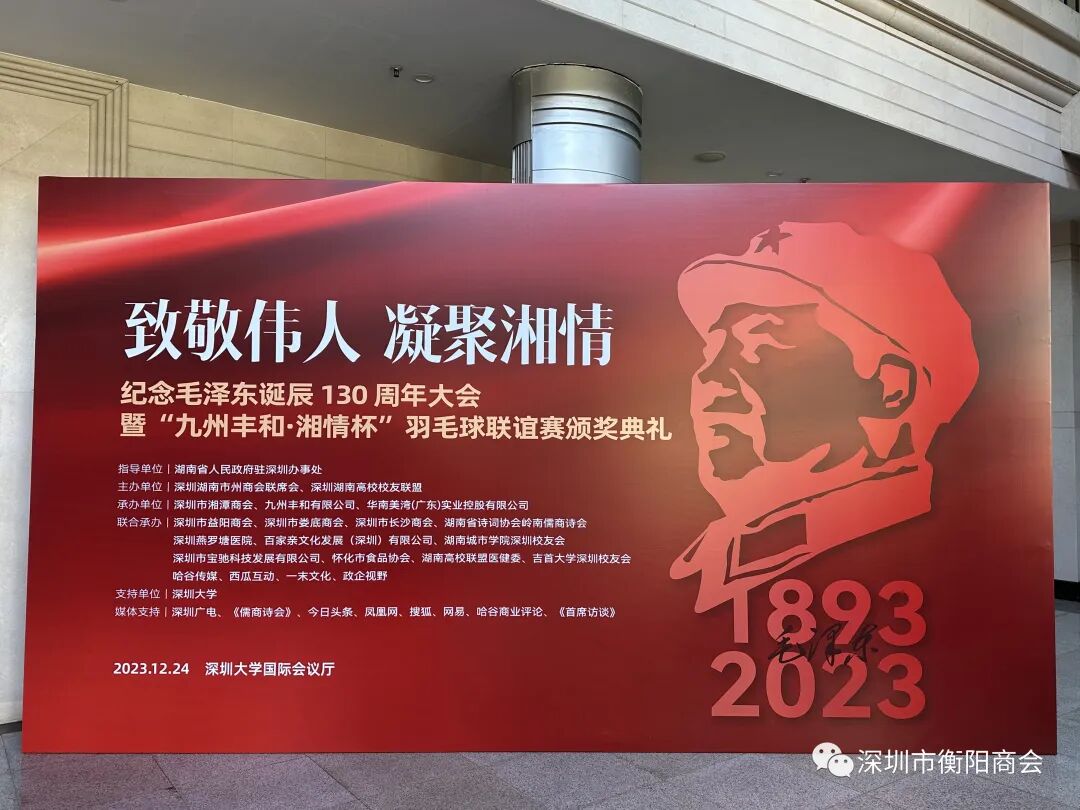 致敬伟人 凝聚湘情
纪念毛泽东诞辰 130 周年大会
暨“九州丰和·湘情杯”羽毛球联谊赛颁奖典礼
指导单位｜湖南省人民政府驻深圳办事处
主办单位｜深圳湖南市州商会联席会、深圳湖南高校校友联盟
承办单位｜深圳市湘潭商会、九州丰和有限公司、华南美湾(广东)实业控股有限公司
联合承办｜深圳市益阳商会、深圳市娄底商会、深圳市长沙商会、湖南省诗词协会岭南儒商诗会
深圳燕罗塘医院、百家亲文化发展（深圳）有限公司、湖南城市学院深圳校友会
深圳市宝驰科技发展有限公司、怀化市食品协会、湖南高校联盟医健委、吉首大学深圳校友会
哈谷传媒、西瓜互动、一末文化、政企视野
支持单位｜深圳大学
媒体支持｜深圳广电、《儒商诗会》、今日头条、凤凰网、搜狐、网易、哈谷商业评论、《首席访谈》
2023.12.24 深圳大学国际会议厅
1893
毛泽东
2023
深圳市衡阳商会